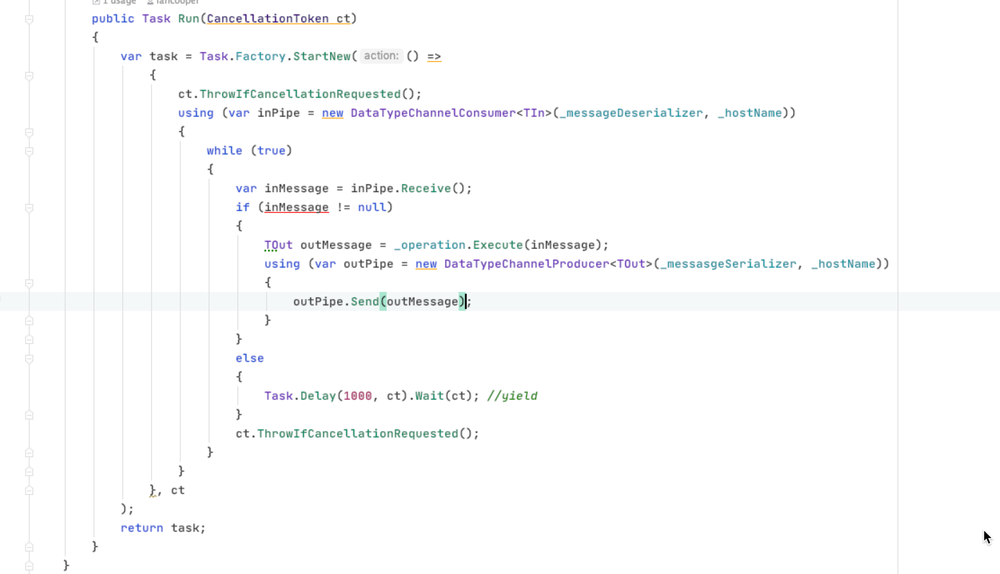 1 usage iancooper
public Task Run(CancellationToken ct)
{
var task = Task.Factory.StartNew( action: () =>
{
ct.ThrowIfCancellationRequested();
using (var inPipe = new DataTypeChannelConsumer<TIn>(_messageDeserializer, _hostName))
{
while (true)
{
var inMessage = inPipe.Receive();
if (inMessage != null)
{
TOut outMessage = _operation.Execute(inMessage);
using (var outPipe = new DataTypeChannelProducer<TOut>(_messasgeSerializer, _hostName))
{
outPipe.Send(outMessage);
}
}
else
{
Task.Delay(1000, ct).Wait(ct); //yield
}
ct.ThrowIfCancellationRequested();
}
}
}, ct
);
return task;
}
}